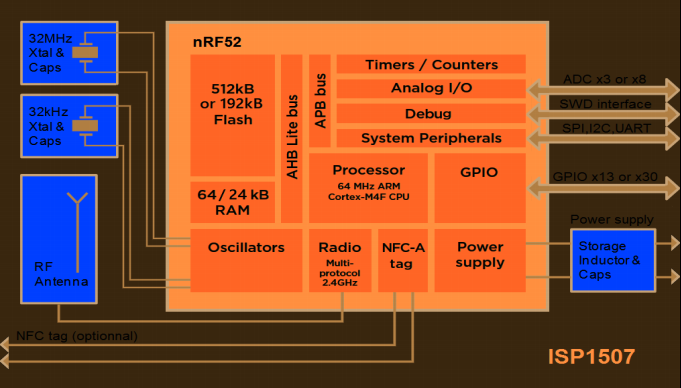 32MHz
Xtal &
Caps
32kHz
Xtal &
Caps
RF
Antenna
nRF52
512kB
or 192kB
Flash
64/24 kB
RAM
AHB Lite bus
APB bus
Timers / Counters
Analog I/O
Debug
System Peripherals
Processor
64 MHz ARM
Cortex-M4F CPU
GPIO
Oscillators
Radio
Multi-
protocol
2.4GHz
NFC-A
tag
Power
supply
ADC x3 or x8
SWD interface
SPI,I2C,UART
GPIO x13 or x30
Power supply
Storage
Inductor &
Caps
NFC tag (optionnal)
ISP1507